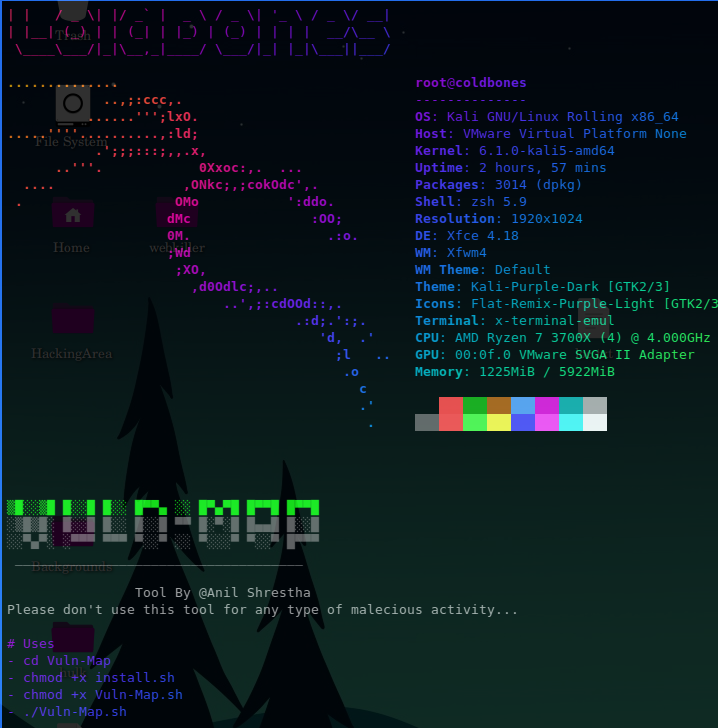 Trash
root@coldbones
--------------
OS: Kali GNU/Linux Rolling x86_64
Host: VMware Virtual Platform None
Kernel: 6.1.0-kali5-amd64
Uptime: 2 hours, 57 mins
Packages: 3014 (dpkg)
Shell: zsh 5.9
Resolution: 1920x1024
DE: Xfce 4.18
WM: Xfwm4
WM Theme: Default
Theme: Kali-Purple-Dark [GTK2/3]
Icons: Flat-Remix-Purple-Light [GTK2/3
Terminal: x-terminal-emul
CPU: AMD Ryzen 7 3700X (4) @ 4.000GHz
GPU: 00:0f.0 VMware SVGA II Adapter
Memory: 1225MiB / 5922MiB
File System
Home
webkiller
HackingArea
Backgrounds
Tool By @Anil Shrestha
Please don't use this tool for any type of malecious activity...
# Uses
- cd Vuln-Map
- chmod +x install.sh
- chmod +x Vuln-Map.sh
- ./Vuln-Map.sh